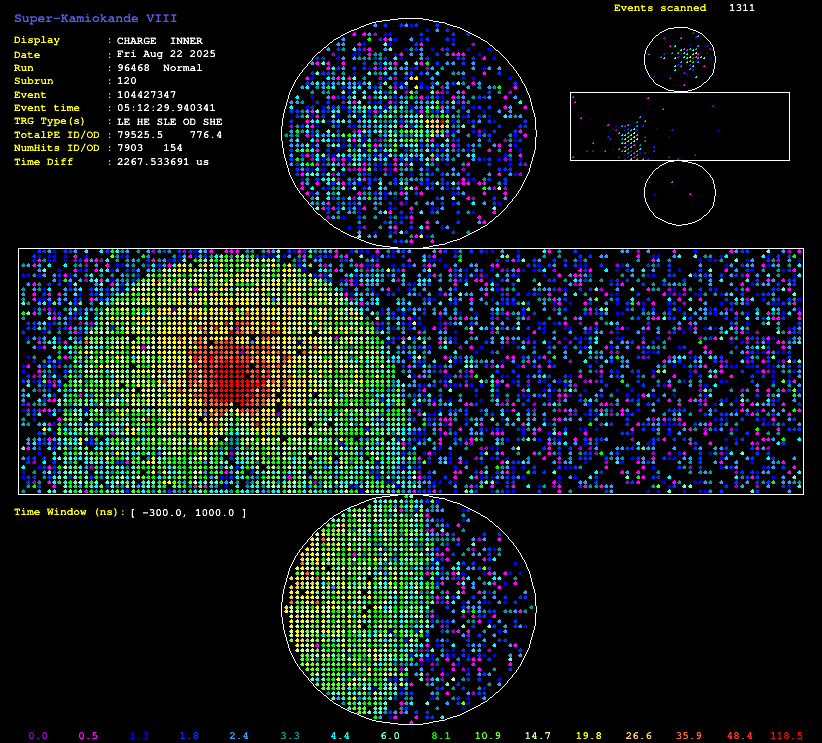 Super-Kamiokande VIII
Events scanned 1311
Display : CHARGE INNER
Date : Fri Aug 22 2025
Run : 96468 Normal
Subrun : 120
Event : 104427347
Event time : 05:12:29.940341
TRG Type(s) : LE HE SLE OD SHE
TotalPE ID/OD : 79525.5 776.4
NumHits ID/OD : 7903 154
Time Diff : 2267.533691 us
Time Window (ns): [ -300.0, 1000.0 ]
0.0 0.5 1.3 1.8 2.4 3.3 4.4 6.0 8.1 10.9 14.7 19.8 26.6 35.9 48.4 118.5